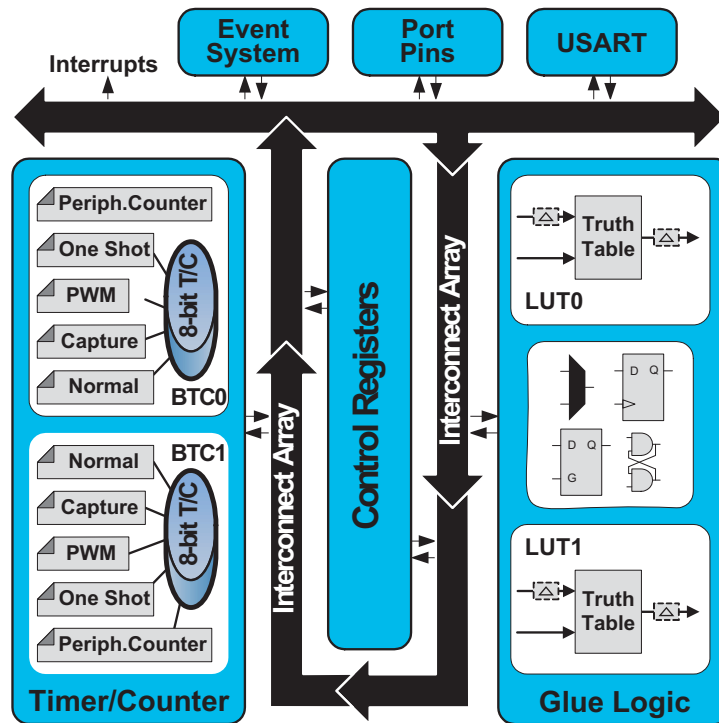 Event
System
Port
Pins
USART
Interrupts
Periph.Counter
One Shot
PWM
Capture
Normal
8-bit T/C
BTC0
BTC1
Normal
Capture
PWM
One Shot
Periph.Counter
8-bit T/C
Timer/Counter
Interconnect Array
Control Registers
Interconnect Array
Truth
Table
LUT0
D Q
D Q
G
LUT1
Truth
Table
Glue Logic